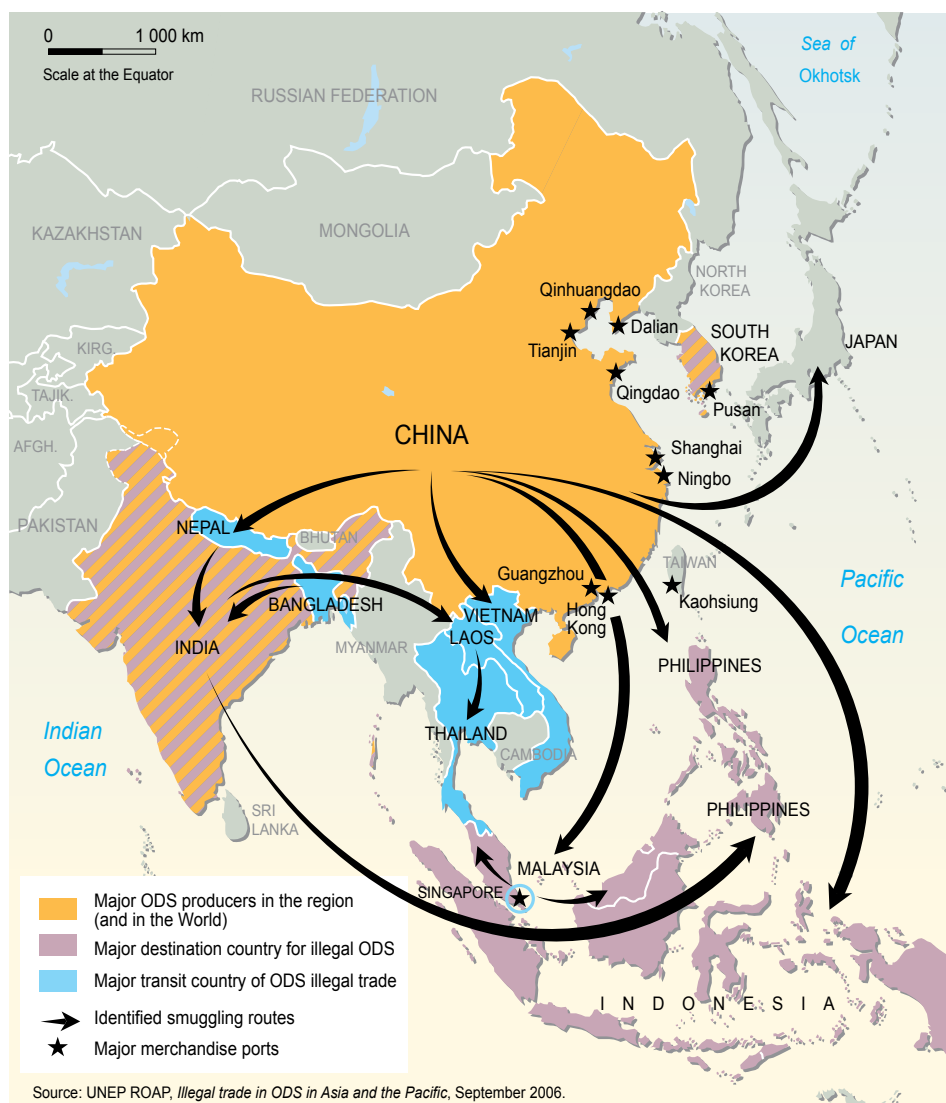 0 1 000 km
Scale at the Equator
Sea of
Okhotsk
RUSSIAN FEDERATION
KAZAKHSTAN
MONGOLIA
NORTH
KOREA
Qinhuangdao
Dalian
SOUTH
KOREA
JAPAN
Tianjin
KIRG.
TAJIK.
Qingdao
Pusan
AFGH.
CHINA
Shanghai
Ningbo
PAKISTAN
NEPAL
BHUTAN
TAIWAN
Guangzhou
Kaohsiung
Pacific
Ocean
BANGLADESH
VIETNAM
Hong
Kong
INDIA
LAOS
MYANMAR
PHILIPPINES
Indian
Ocean
THAILAND
CAMBODIA
SRI
LANKA
PHILIPPINES
MALAYSIA
SINGAPORE
INDONESIA
Major ODS producers in the region
(and in the World)
Major destination country for illegal ODS
Major transit country of ODS illegal trade
Identified smuggling routes
Major merchandise ports
Source: UNEP ROAP, Illegal trade in ODS in Asia and the Pacific, September 2006.